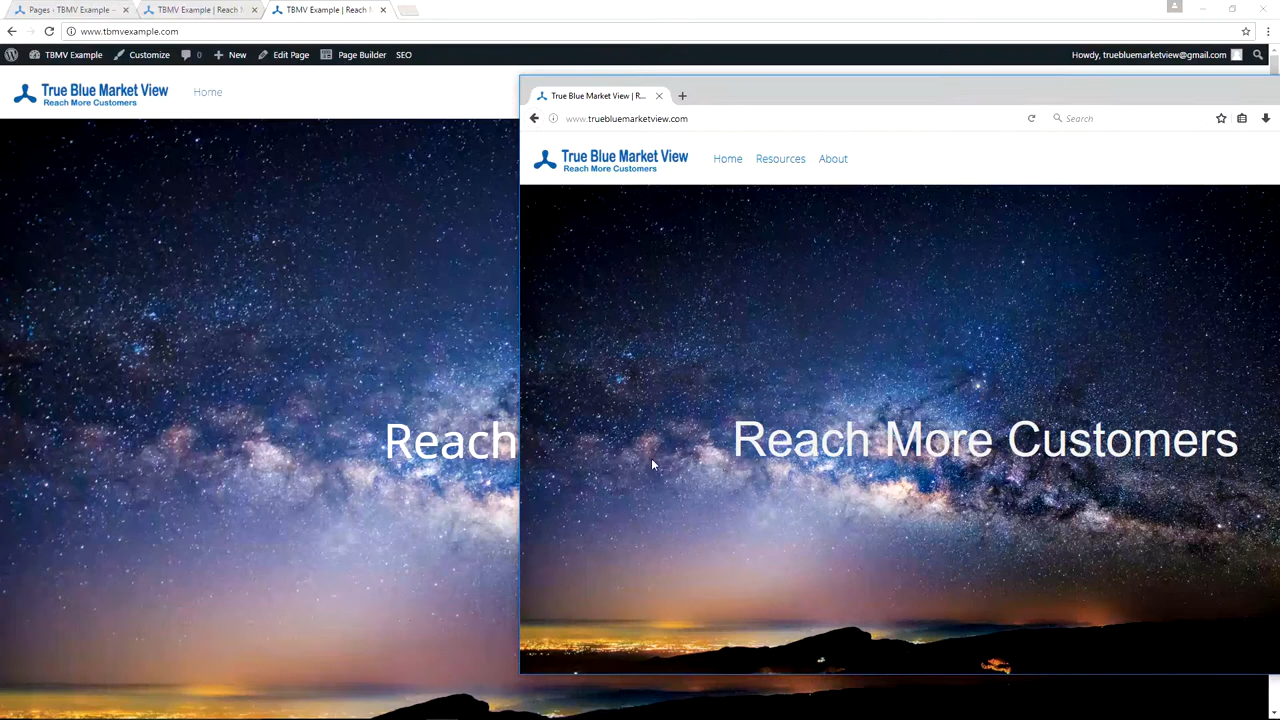 Pages ‹ TBMV Example –
TBMV Example | Reach M
TBMV Example | Reach M
www.tbmvexample.com
TBMV Example Customize 0 New Edit Page Page Builder SEO Howdy, truebluemarketview@gmail.com
True Blue Market View
Reach More Customers
Home
True Blue Market View | R...
www.truebluemarketview.com
Search
True Blue Market View
Reach More Customers
Home Resources About
Reach
Reach More Customers